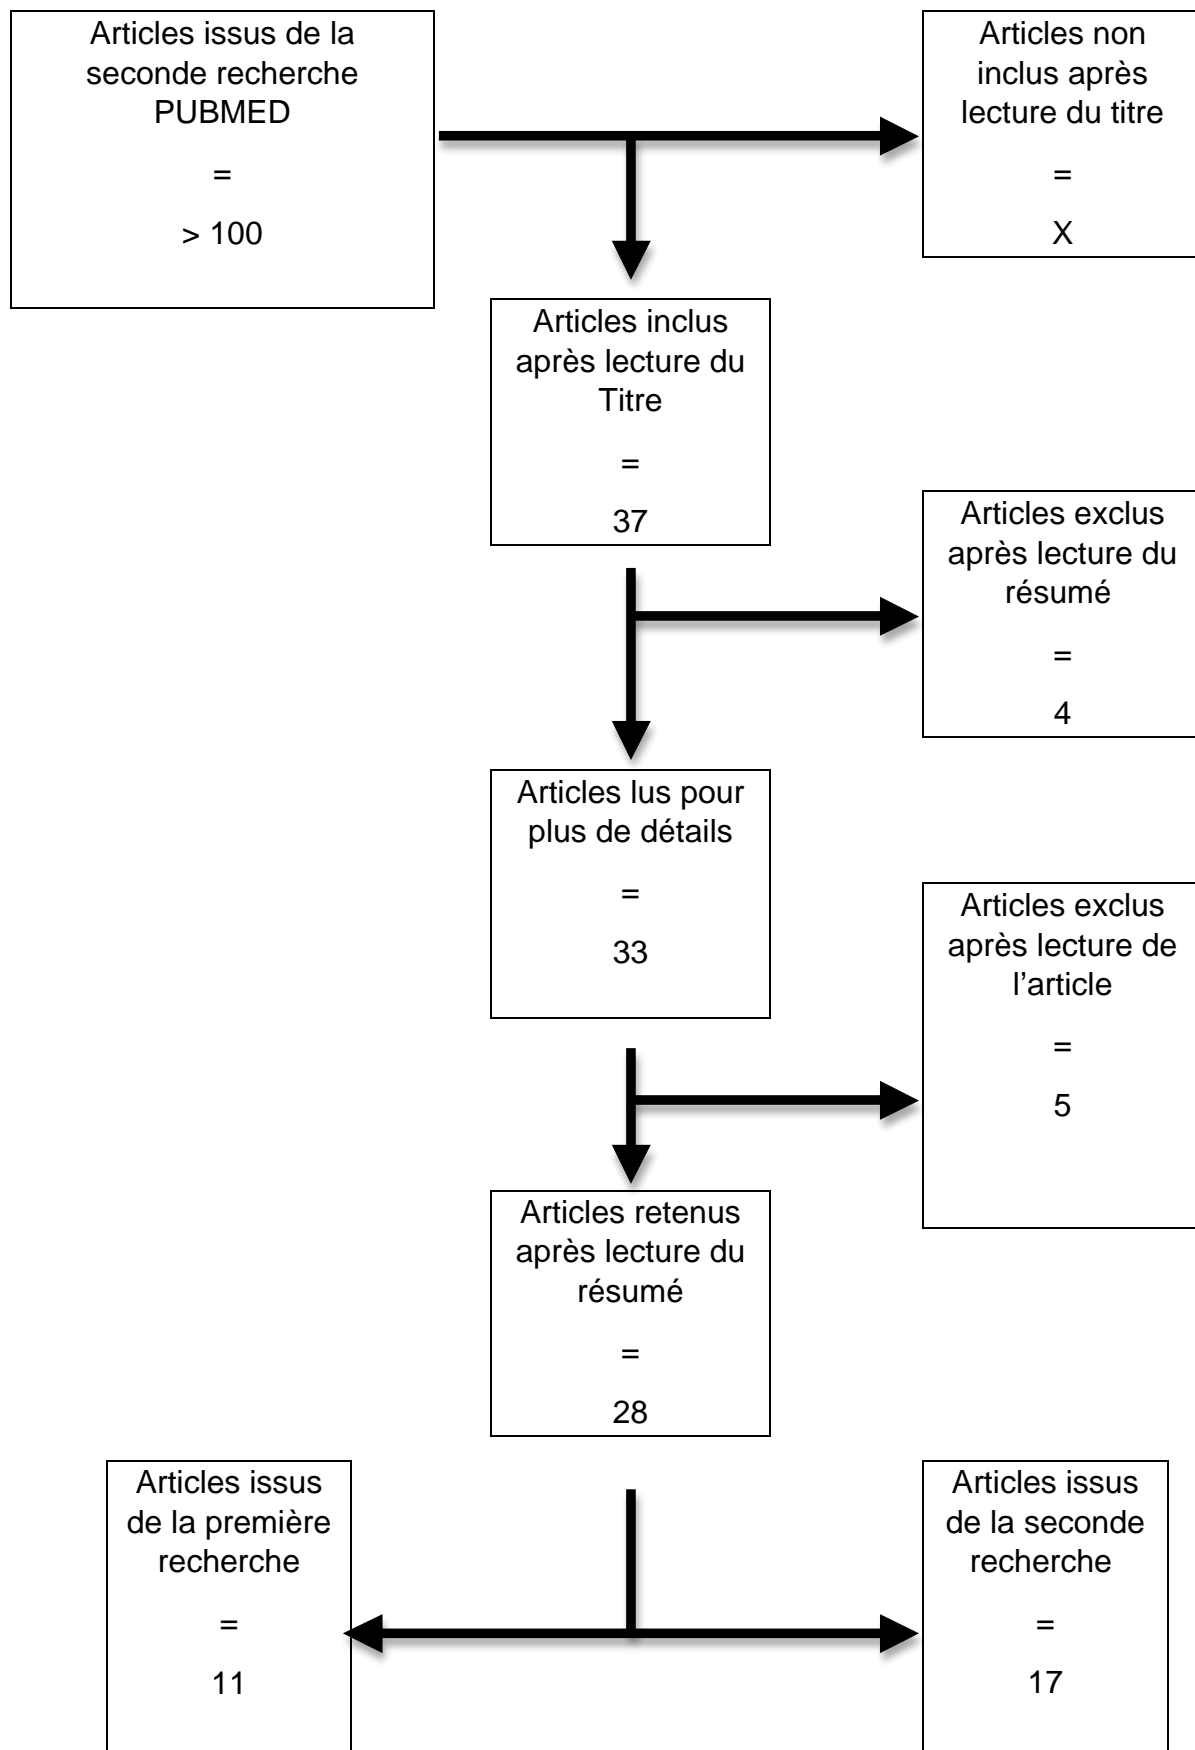 Articles issus de la
seconde recherche
PUBMED
=
> 100
Articles non
inclus après
lecture du titre
=
X
Articles inclus
après lecture du
Titre
=
37
Articles exclus
après lecture du
résumé
=
4
Articles lus pour
plus de détails
=
33
Articles exclus
après lecture de
l’article
=
5
Articles retenus
après lecture du
résumé
=
28
Articles issus
de la première
recherche
=
11
Articles issus
de la seconde
recherche
=
17